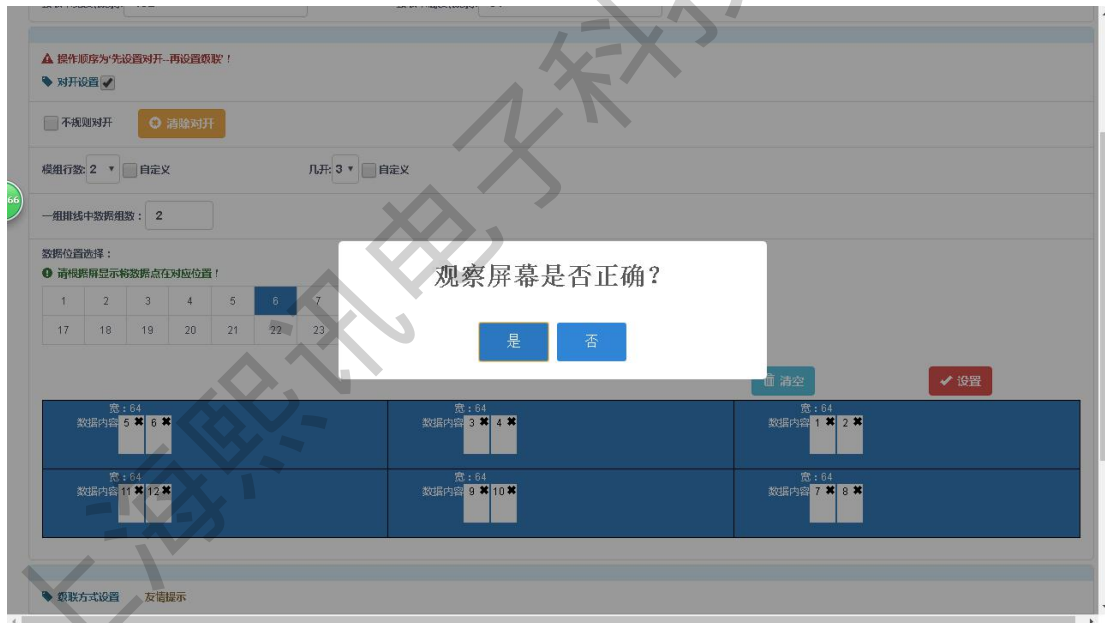 操作顺序为'先设置对开--再设置级联'！
对开设置
不规则对开 清除对开
模组行数: 2 自定义 几开: 3 自定义
一组排线中数据组数： 2
数据位置选择：
请根据屏显示将数据点在对应位置！
1 2 3 4 5 6 7
17 18 19 20 21 22 23
66
观察屏幕是否正确？
是 否
清空 设置
宽：64 宽：64 宽：64
数据内容 5 6 数据内容 3 4 数据内容 1 2
宽：64 宽：64 宽：64
数据内容 11 12 数据内容 9 10 数据内容 7 8
级联方式设置 友情提示
上海熙讯电子科技